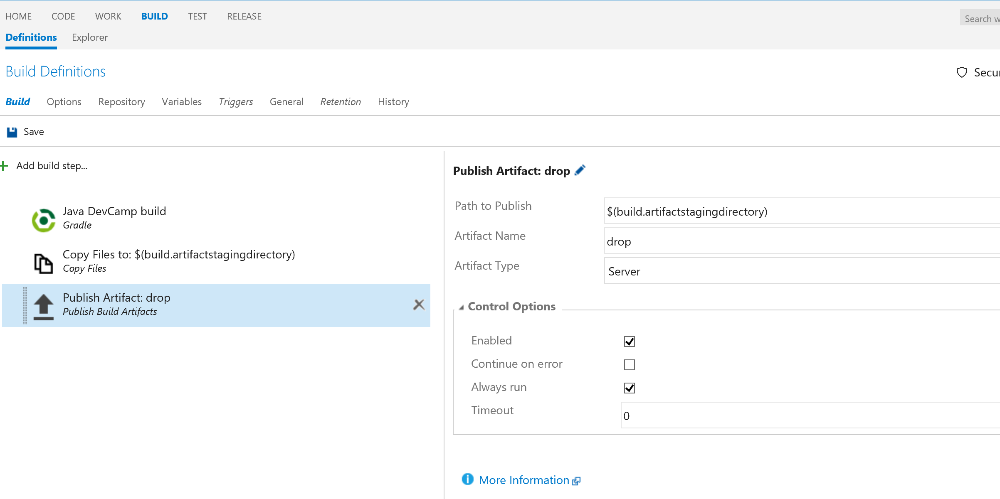 HOME CODE WORK BUILD TEST RELEASE
Search w
Definitions Explorer
Build Definitions
Secur
Build Options Repository Variables Triggers General Retention History
Save
Add build step...
Java DevCamp build
Gradle
Copy Files to: $(build.artifactstagingdirectory)
Copy Files
Publish Artifact: drop
Publish Build Artifacts
Publish Artifact: drop
Path to Publish $(build.artifactstagingdirectory)
Artifact Name drop
Artifact Type Server
Control Options
Enabled
Continue on error
Always run
Timeout 0
More Information